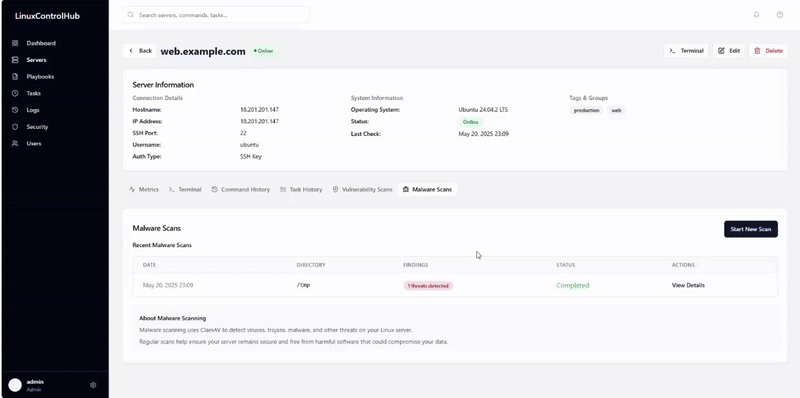 LinuxControlHub
Search servers, commands, tasks...
Dashboard
Servers
Playbooks
Tasks
Logs
Security
Users
admin
Admin
Back
web.example.com
Online
Terminal
Edit
Delete
Server Information
Connection Details
Hostname: 18.201.201.147
IP Address: 18.201.201.147
SSH Port: 22
Username: ubuntu
Auth Type: SSH Key
System Information
Operating System: Ubuntu 24.04.2 LTS
Status: Online
Last Check: May 20, 2025 23:09
Tags & Groups
production web
Metrics
Terminal
Command History
Task History
Vulnerability Scans
Malware Scans
Malware Scans
Start New Scan
Recent Malware Scans
DATE DIRECTORY FINDINGS STATUS ACTIONS
May 20, 2025 23:09 /tmp 1 threats detected Completed View Details
About Malware Scanning
Malware scanning uses ClamAV to detect viruses, trojans, malware, and other threats on your Linux server.
Regular scans help ensure your server remains secure and free from harmful software that could compromise your data.